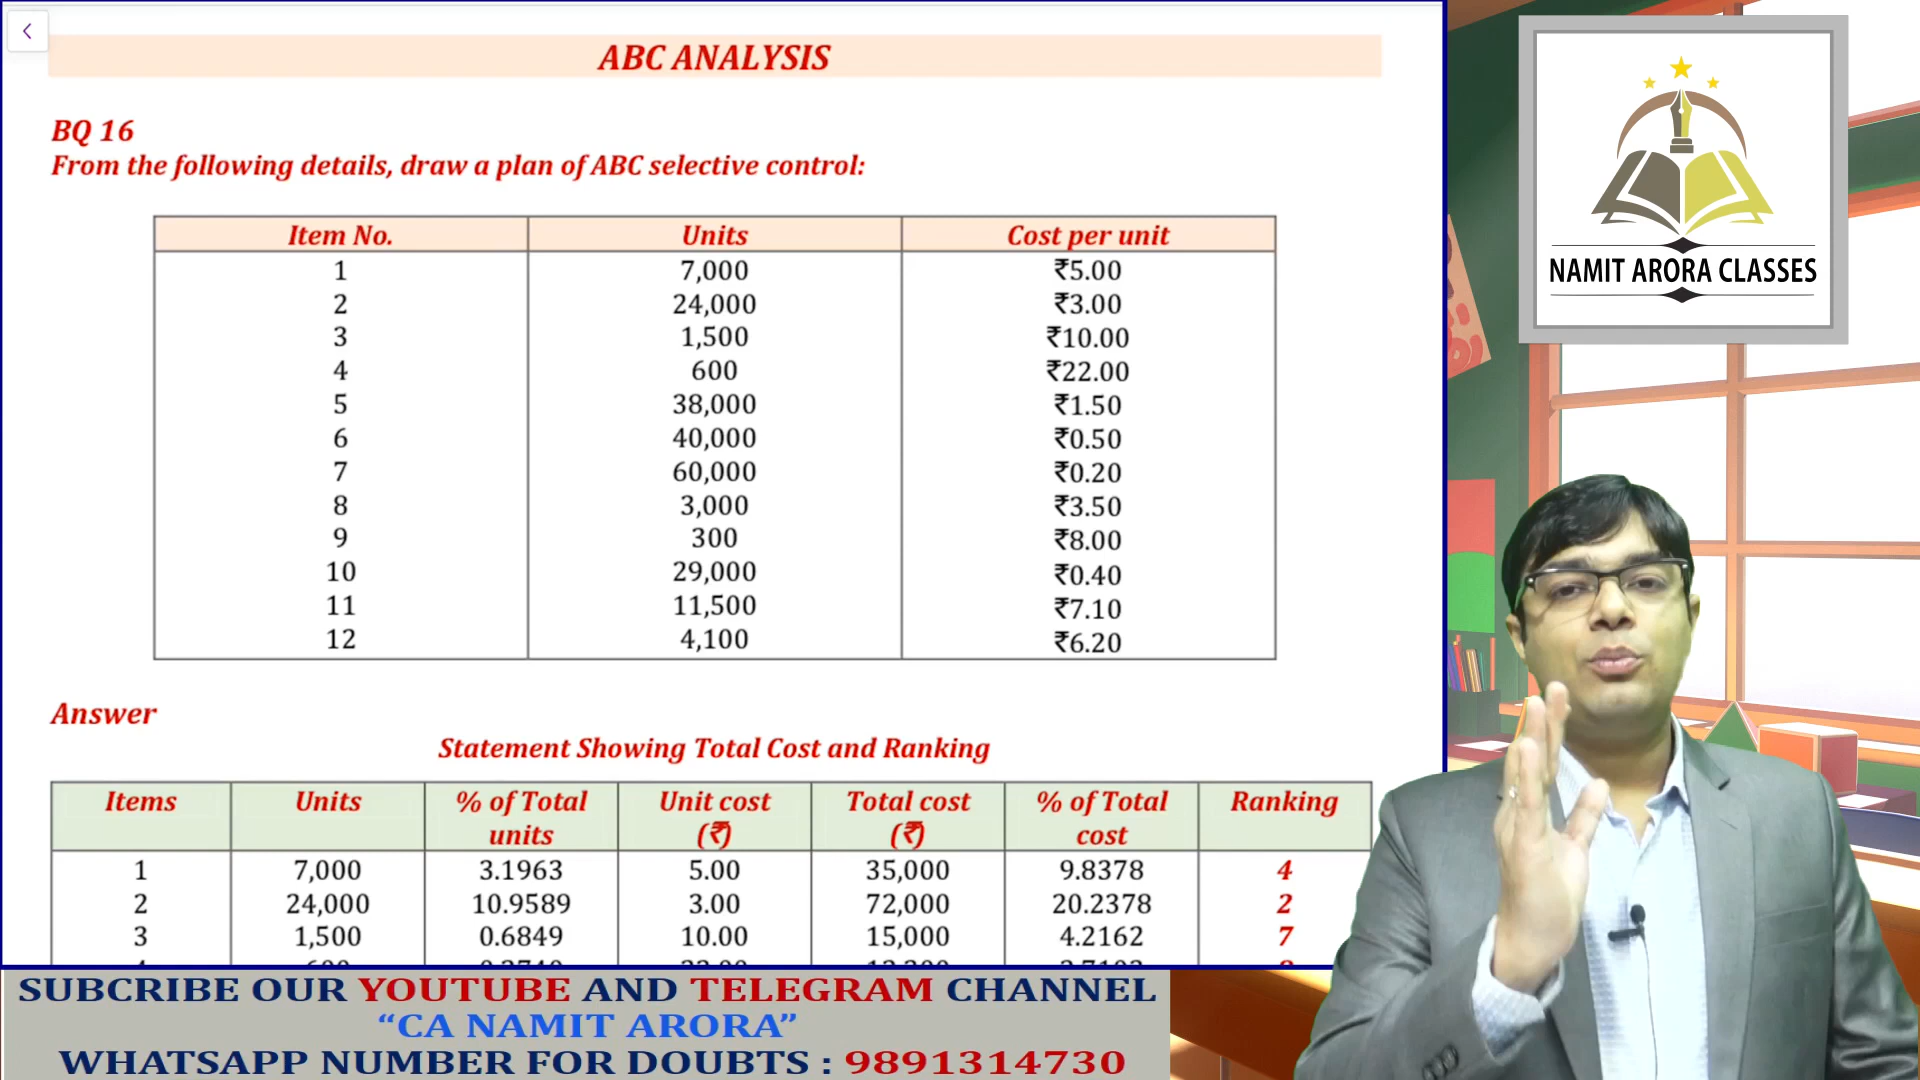 ABC ANALYSIS
BQ 16
From the following details, draw a plan of ABC selective control:
Item No. Units Cost per unit
1 7,000 ₹5.00
2 24,000 ₹3.00
3 1,500 ₹10.00
4 600 ₹22.00
5 38,000 ₹1.50
6 40,000 ₹0.50
7 60,000 ₹0.20
8 3,000 ₹3.50
9 300 ₹8.00
10 29,000 ₹0.40
11 11,500 ₹7.10
12 4,100 ₹6.20
Answer
Statement Showing Total Cost and Ranking
Items Units % of Total units Unit cost (₹) Total cost (₹) % of Total cost Ranking
1 7,000 3.1963 5.00 35,000 9.8378 4
2 24,000 10.9589 3.00 72,000 20.2378 2
3 1,500 0.6849 10.00 15,000 4.2162 7
NAMIT ARORA CLASSES
SUBCRIBE OUR YOUTUBE AND TELEGRAM CHANNEL
“CA NAMIT ARORA”
WHATSAPP NUMBER FOR DOUBTS : 9891314730